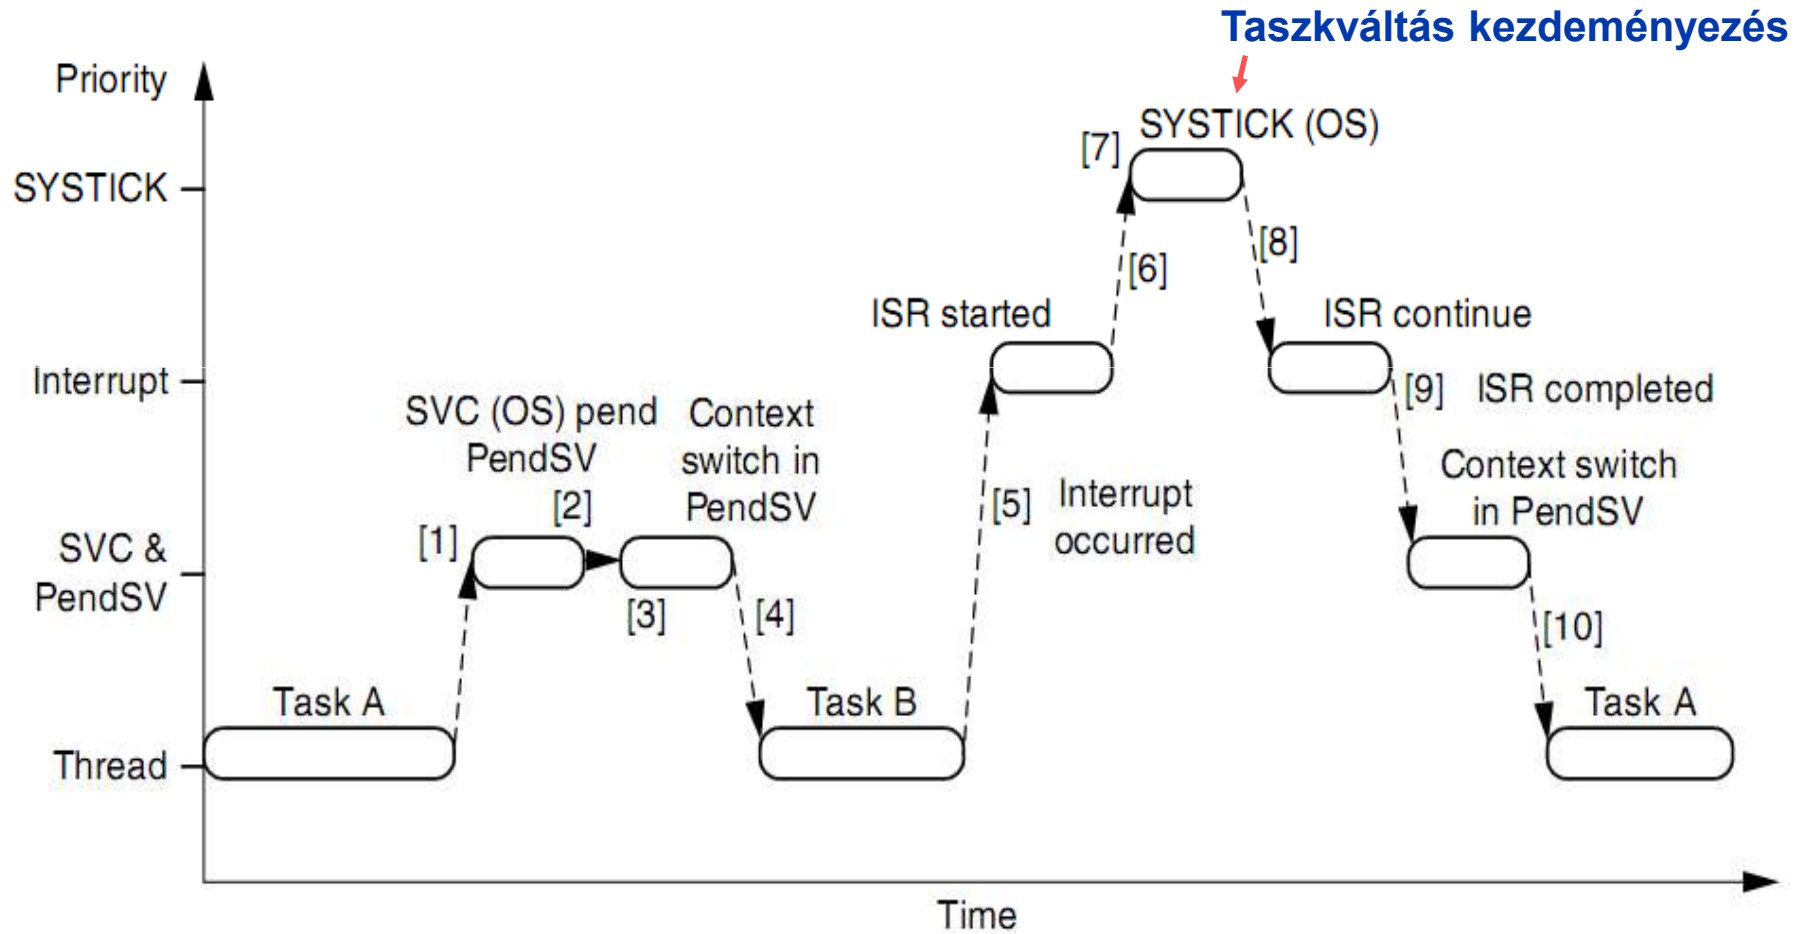 Taszkváltás kezdeményezés
Priority
SYSTICK (OS)
[7]
SYSTICK
[8]
[6]
ISR started
ISR continue
Interrupt
[9] ISR completed
SVC (OS) pend
PendSV
Context
switch in
PendSV
[2]
[1]
Context switch
in PendSV
[5]
Interrupt
occurred
SVC &
PendSV
[3]
[4]
[10]
Task A
Task B
Task A
Thread
Time